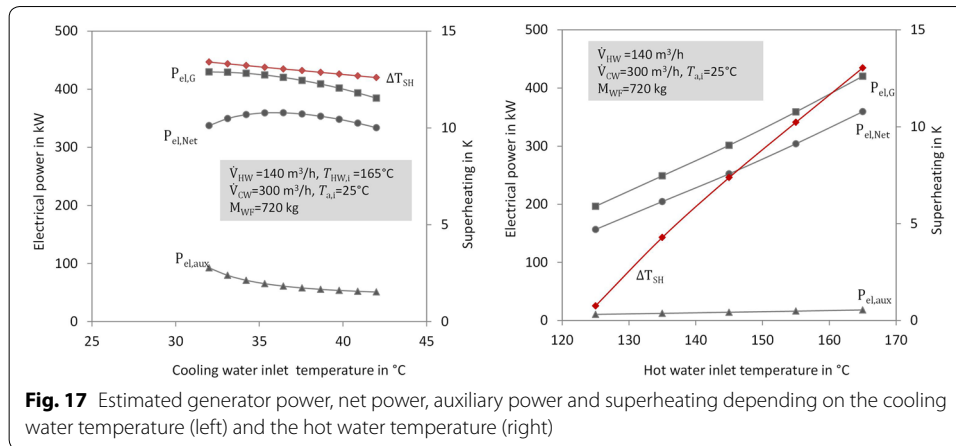 500
400
300
200
100
0
Electrical power in kW
15
10
5
0
Superheating in K
P_el,G
ΔT_SH
P_el,Net
V̇_HW =140 m³/h, T_HW,i =165°C
V̇_CW=300 m³/h, T_a,i=25°C
M_WF=720 kg
P_el,aux
25 30 35 40 45
Cooling water inlet temperature in °C
500
400
300
200
100
0
Electrical power in kW
15
10
5
0
Superheating in K
V̇_HW =140 m³/h
V̇_CW=300 m³/h, T_a,i=25°C
M_WF=720 kg
P_el,G
P_el,Net
ΔT_SH
P_el,aux
120 130 140 150 160 170
Hot water inlet temperature in °C
Fig. 17 Estimated generator power, net power, auxiliary power and superheating depending on the cooling
water temperature (left) and the hot water temperature (right)